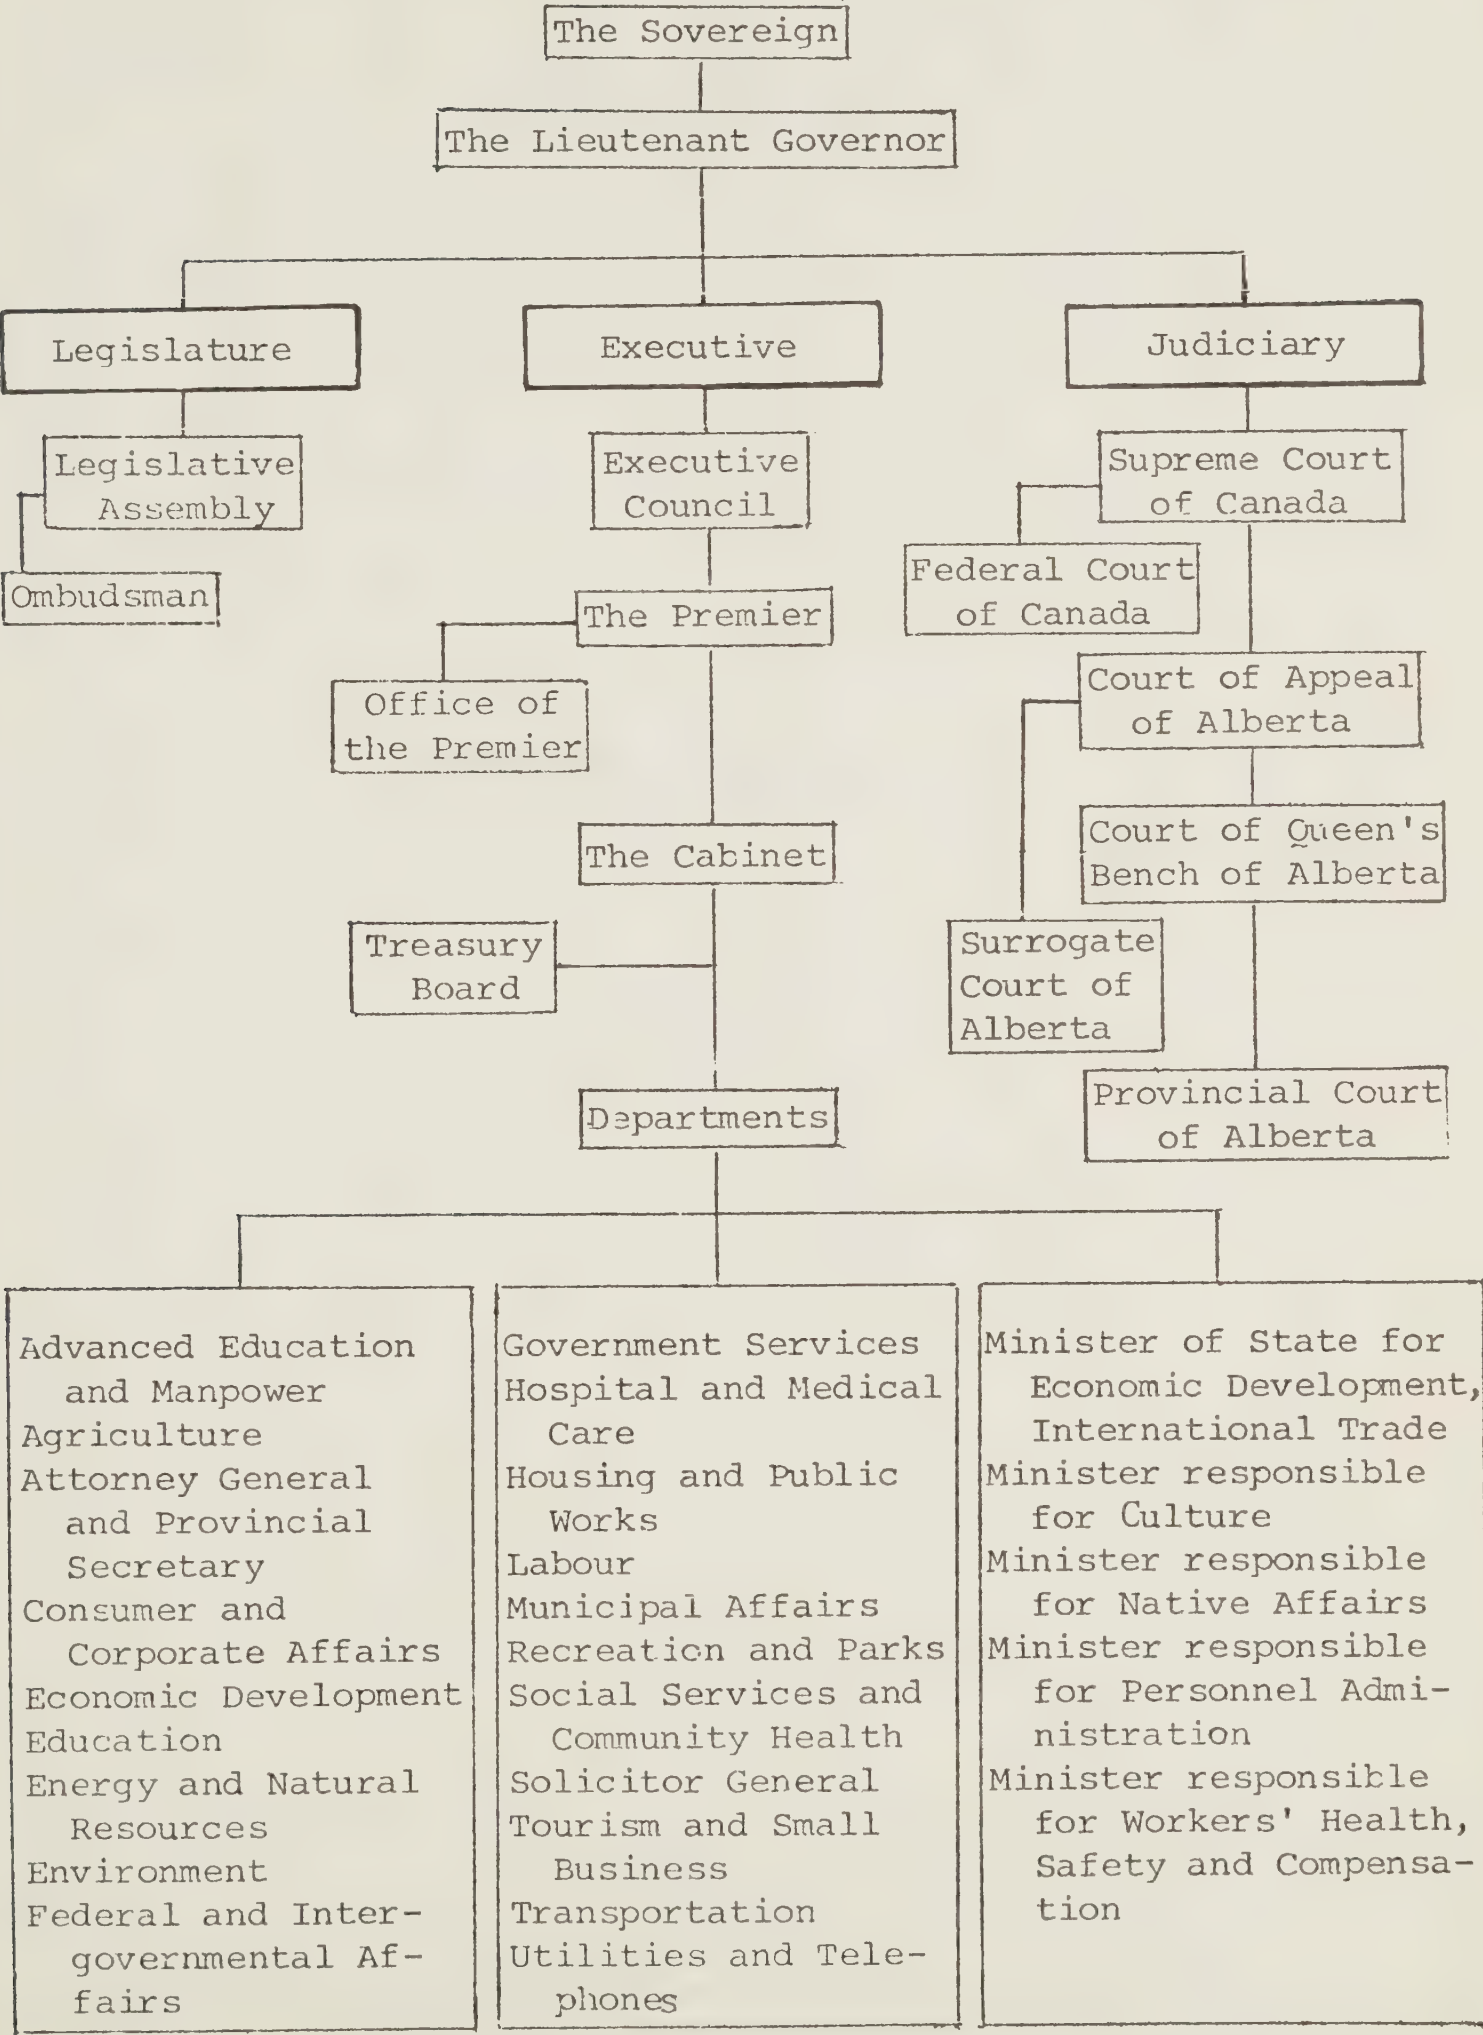 The Sovereign
The Lieutenant Governor
Legislature
Executive
Judiciary
Legislative
Assembly
Ombudsman
Executive
Council
The Premier
Office of
the Premier
The Cabinet
Treasury
Board
Departments
Supreme Court
of Canada
Federal Court
of Canada
Court of Appeal
of Alberta
Court of Queen's
Bench of Alberta
Surrogate
Court of
Alberta
Provincial Court
of Alberta
Advanced Education
and Manpower
Agriculture
Attorney General
and Provincial
Secretary
Consumer and
Corporate Affairs
Economic Development
Education
Energy and Natural
Resources
Environment
Federal and Inter-
governmental Af-
fairs
Government Services
Hospital and Medical
Care
Housing and Public
Works
Labour
Municipal Affairs
Recreation and Parks
Social Services and
Community Health
Solicitor General
Tourism and Small
Business
Transportation
Utilities and Tele-
phones
Minister of State for
Economic Development,
International Trade
Minister responsible
for Culture
Minister responsible
for Native Affairs
Minister responsible
for Personnel Admi-
nistration
Minister responsible
for Workers' Health,
Safety and Compensa-
tion